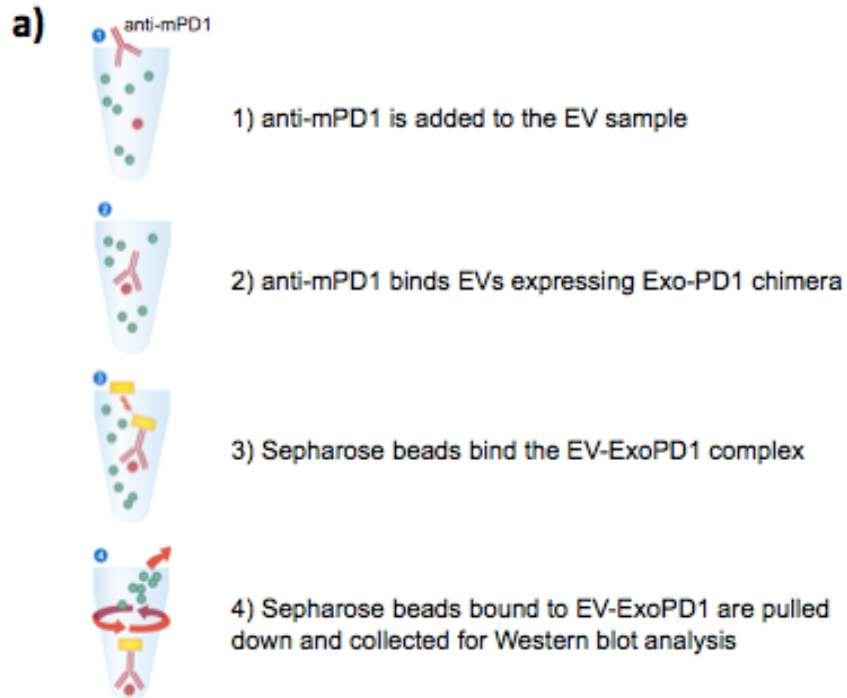 a)
anti-mPD1
1
1) anti-mPD1 is added to the EV sample
2
2) anti-mPD1 binds EVs expressing Exo-PD1 chimera
3
3) Sepharose beads bind the EV-ExoPD1 complex
4
4) Sepharose beads bound to EV-ExoPD1 are pulled
down and collected for Western blot analysis